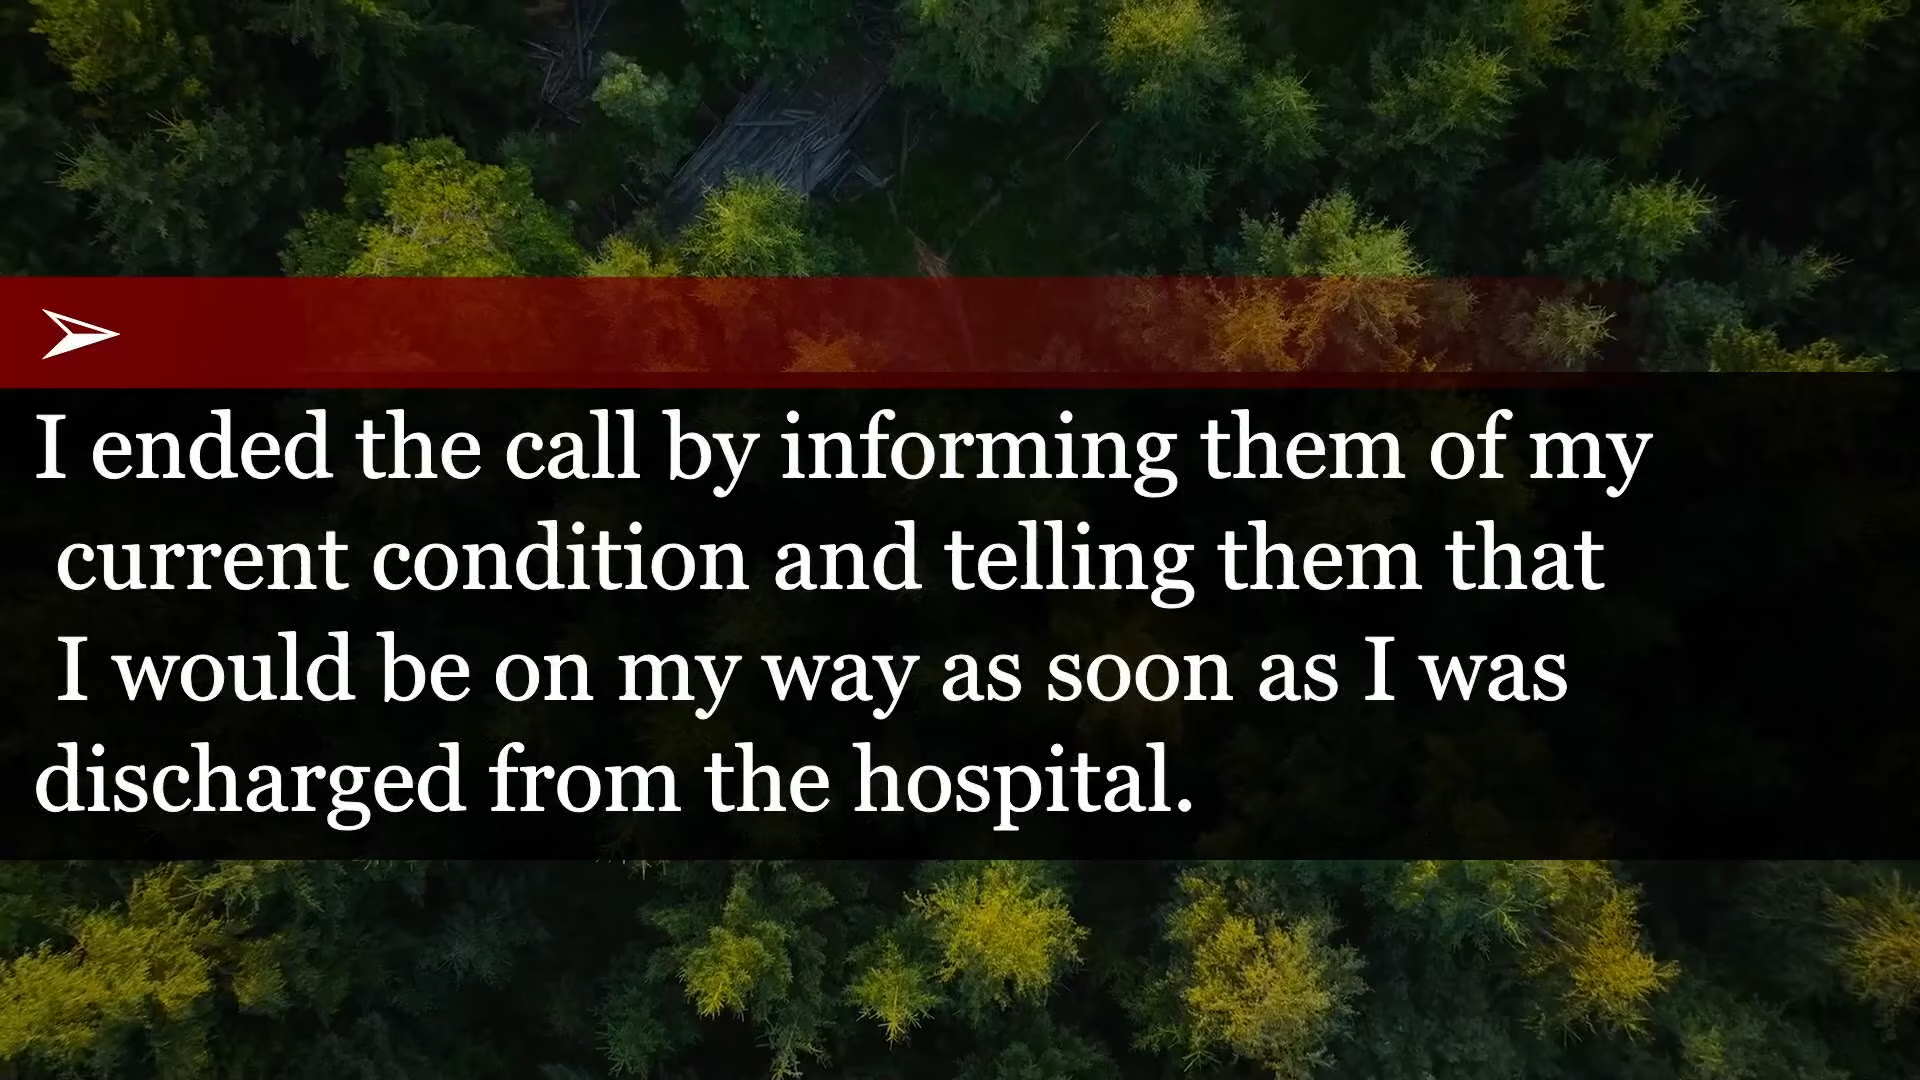 I ended the call by informing them of my
current condition and telling them that
I would be on my way as soon as I was
discharged from the hospital.